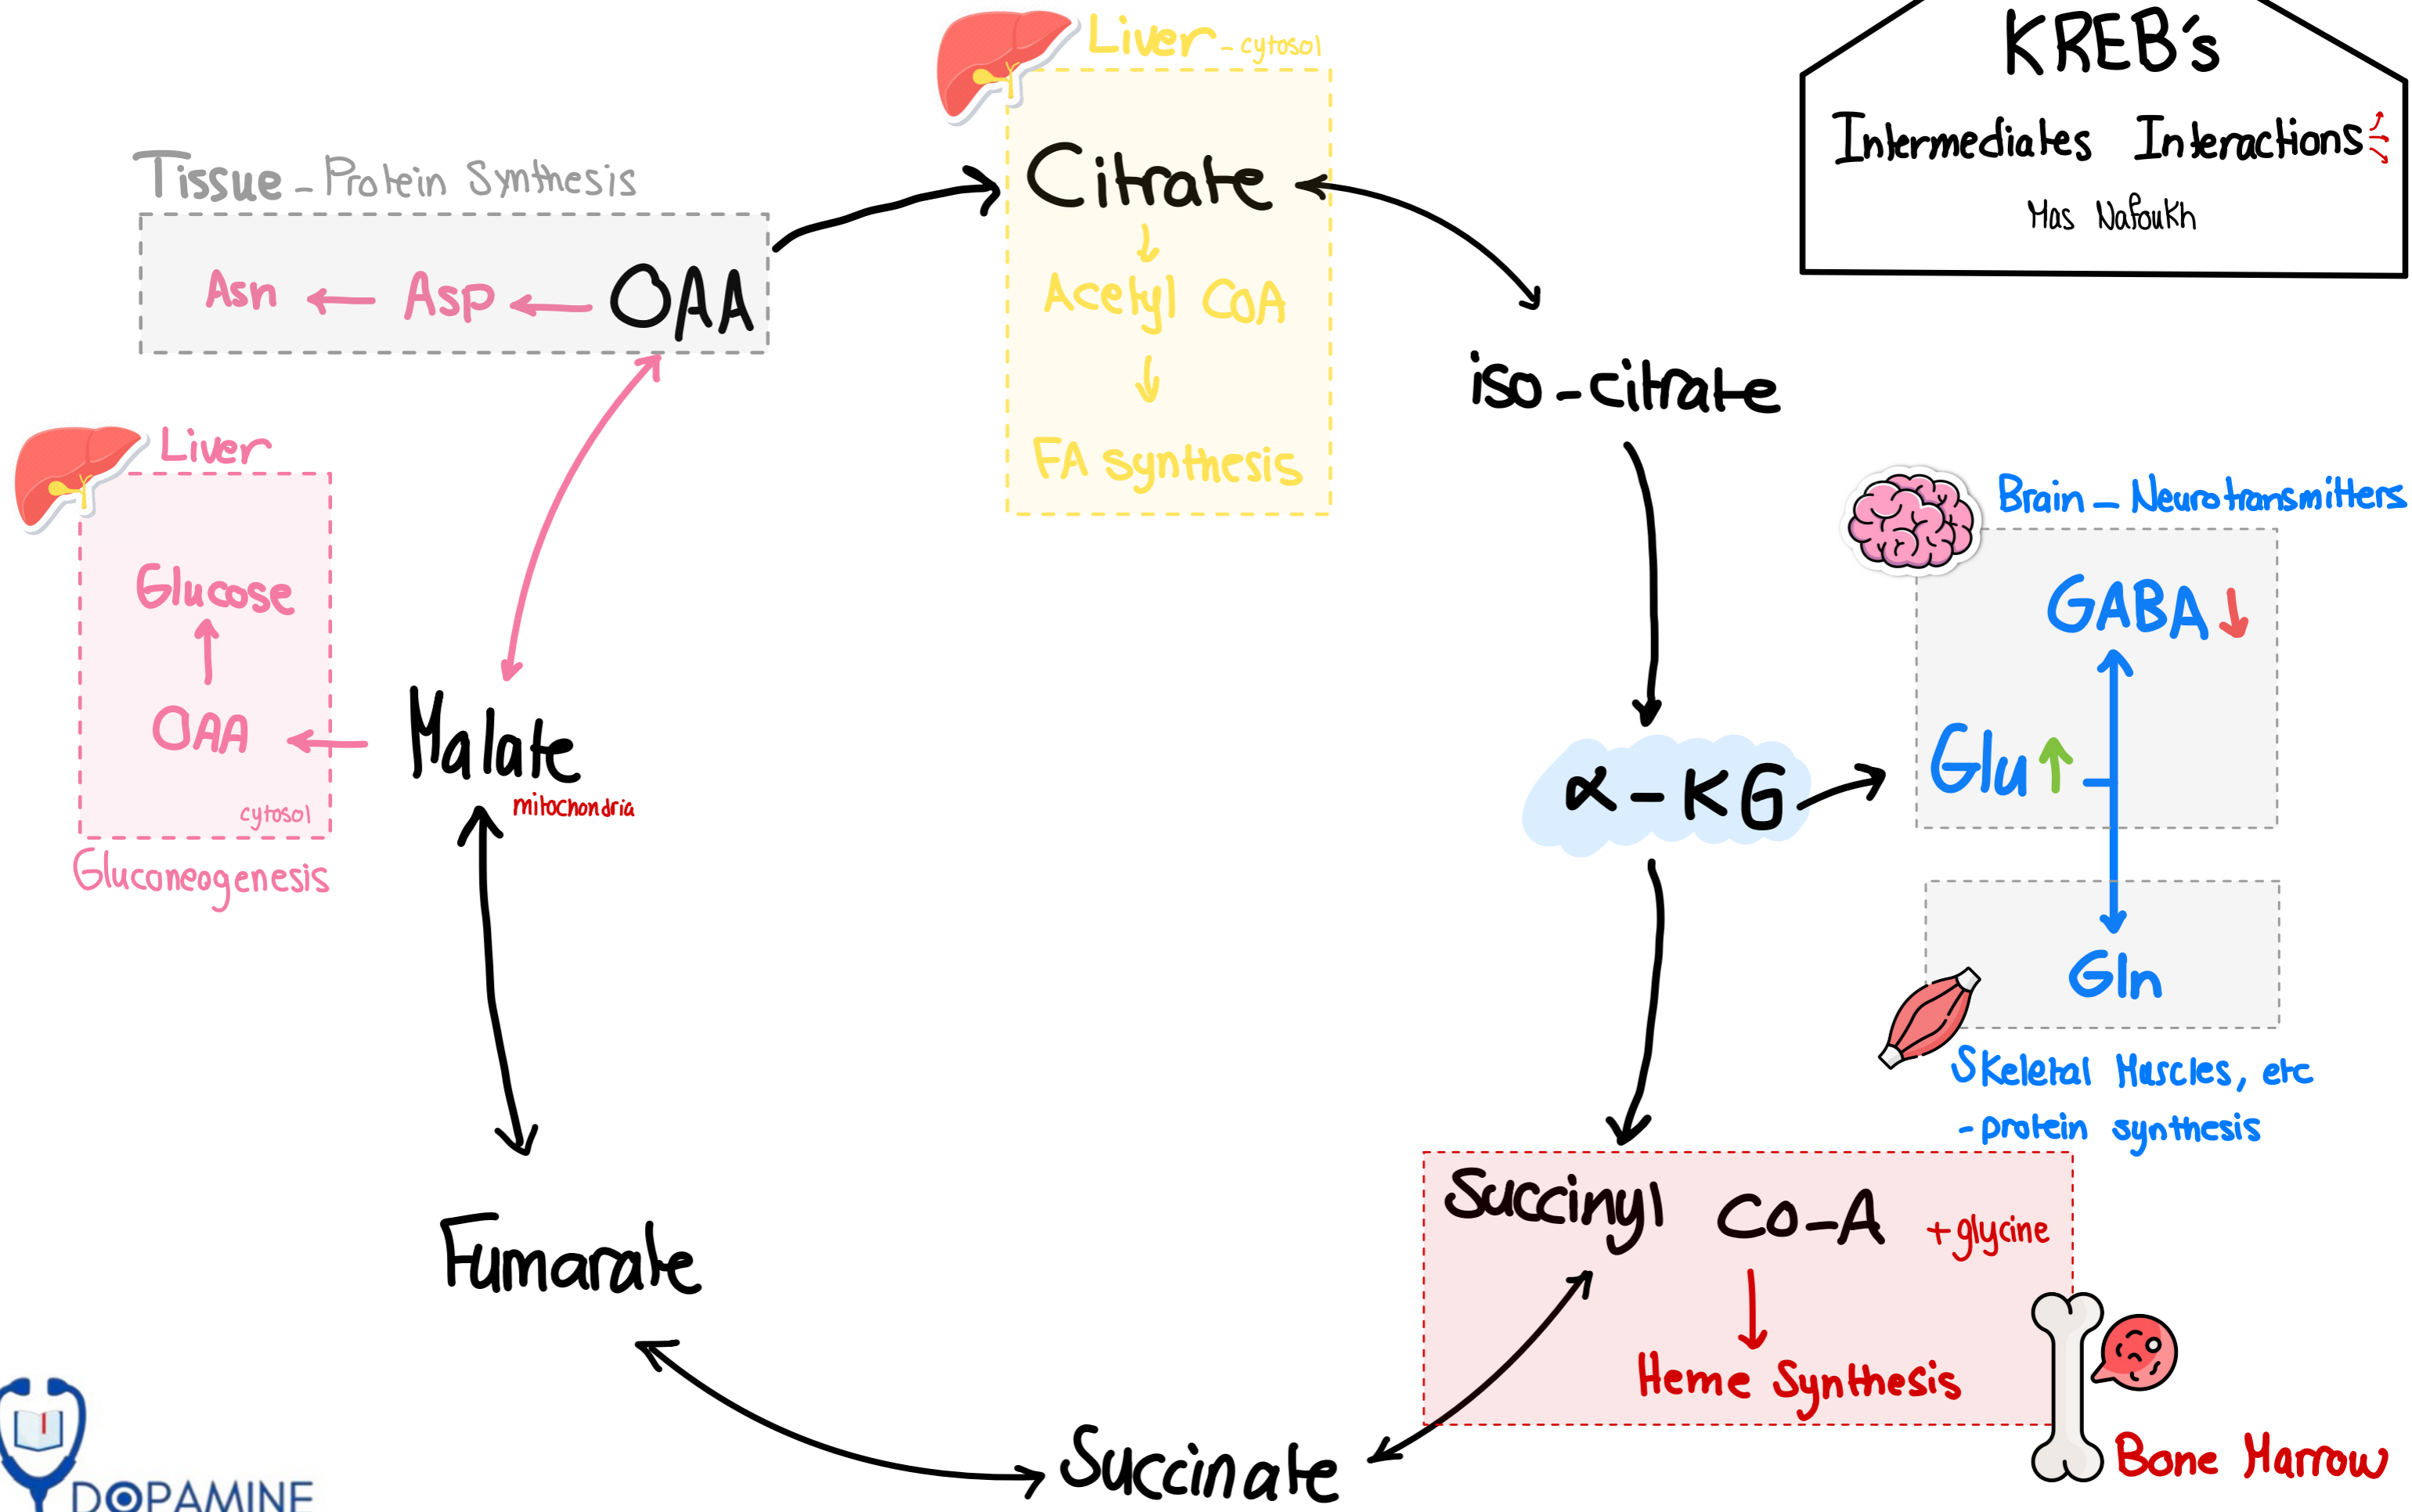 KREB's
Intermediates Interactions
Mas Nafoukh
Liver - cytosol
Citrate
Acetyl CoA
FA synthesis
Tissue - Protein Synthesis
Asn Asp OAA
iso-citrate
Liver
Glucose
OAA
cytosol
Gluconeogenesis
Malate
mitochondria
Brain - Neurotransmitters
GABA
Glu
α-KG
Gln
Skeletal Muscles, etc
- protein synthesis
Succinyl Co-A + glycine
Heme Synthesis
Bone Marrow
Fumarate
Succinate
DOPAMINE